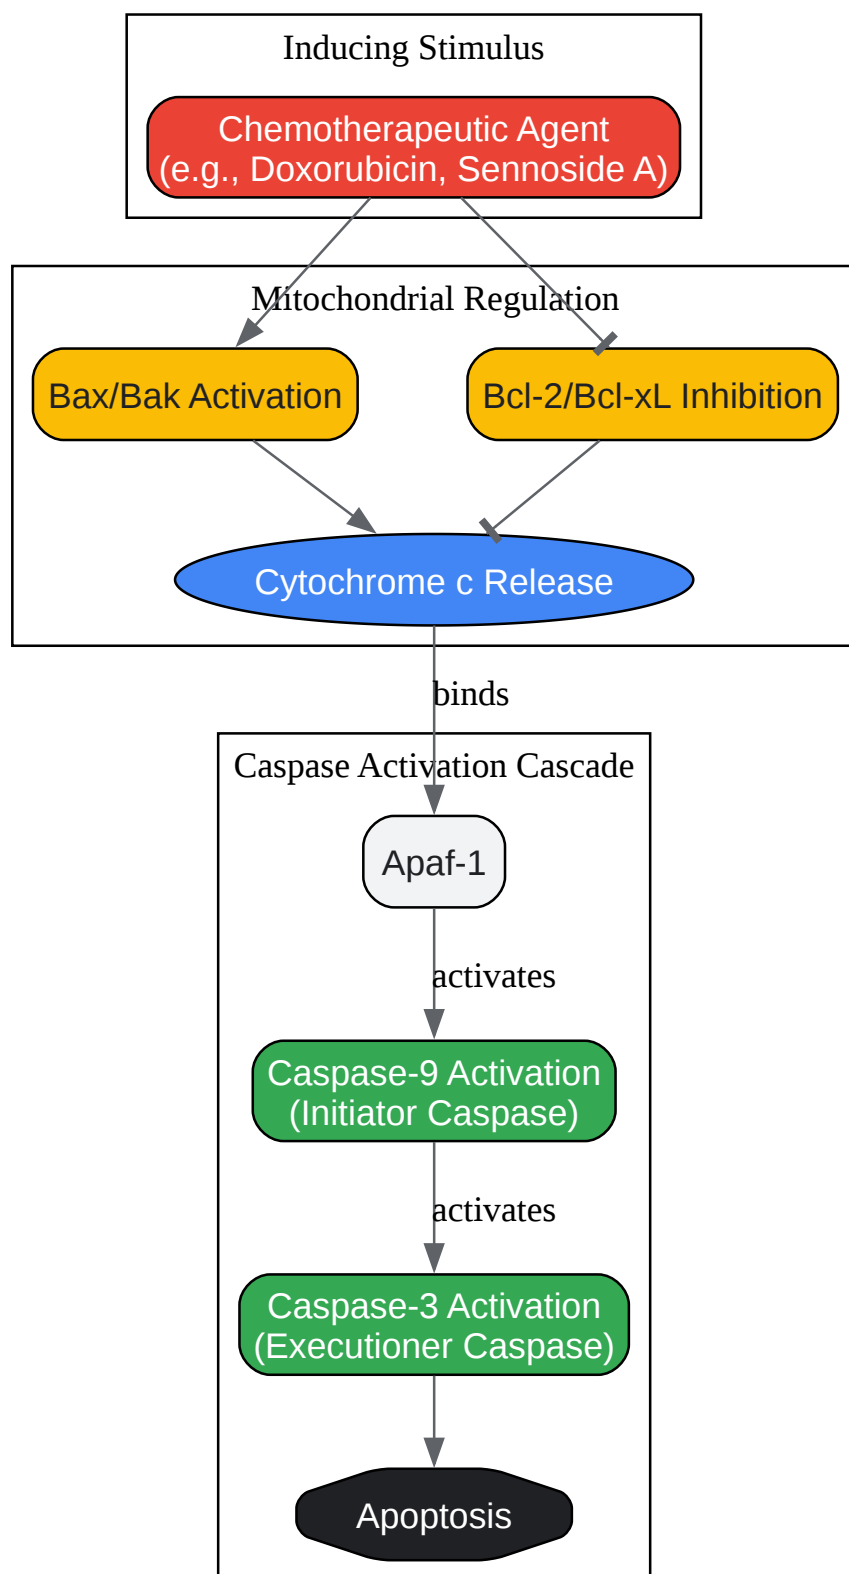 Inducing Stimulus
Chemotherapeutic Agent
(e.g., Doxorubicin, Sennoside A)
Mitochondrial Regulation
Bax/Bak Activation
Bcl-2/Bcl-xL Inhibition
Cytochrome c Release
binds
Caspase Activation Cascade
Apaf-1
activates
Caspase-9 Activation
(Initiator Caspase)
activates
Caspase-3 Activation
(Executioner Caspase)
Apoptosis